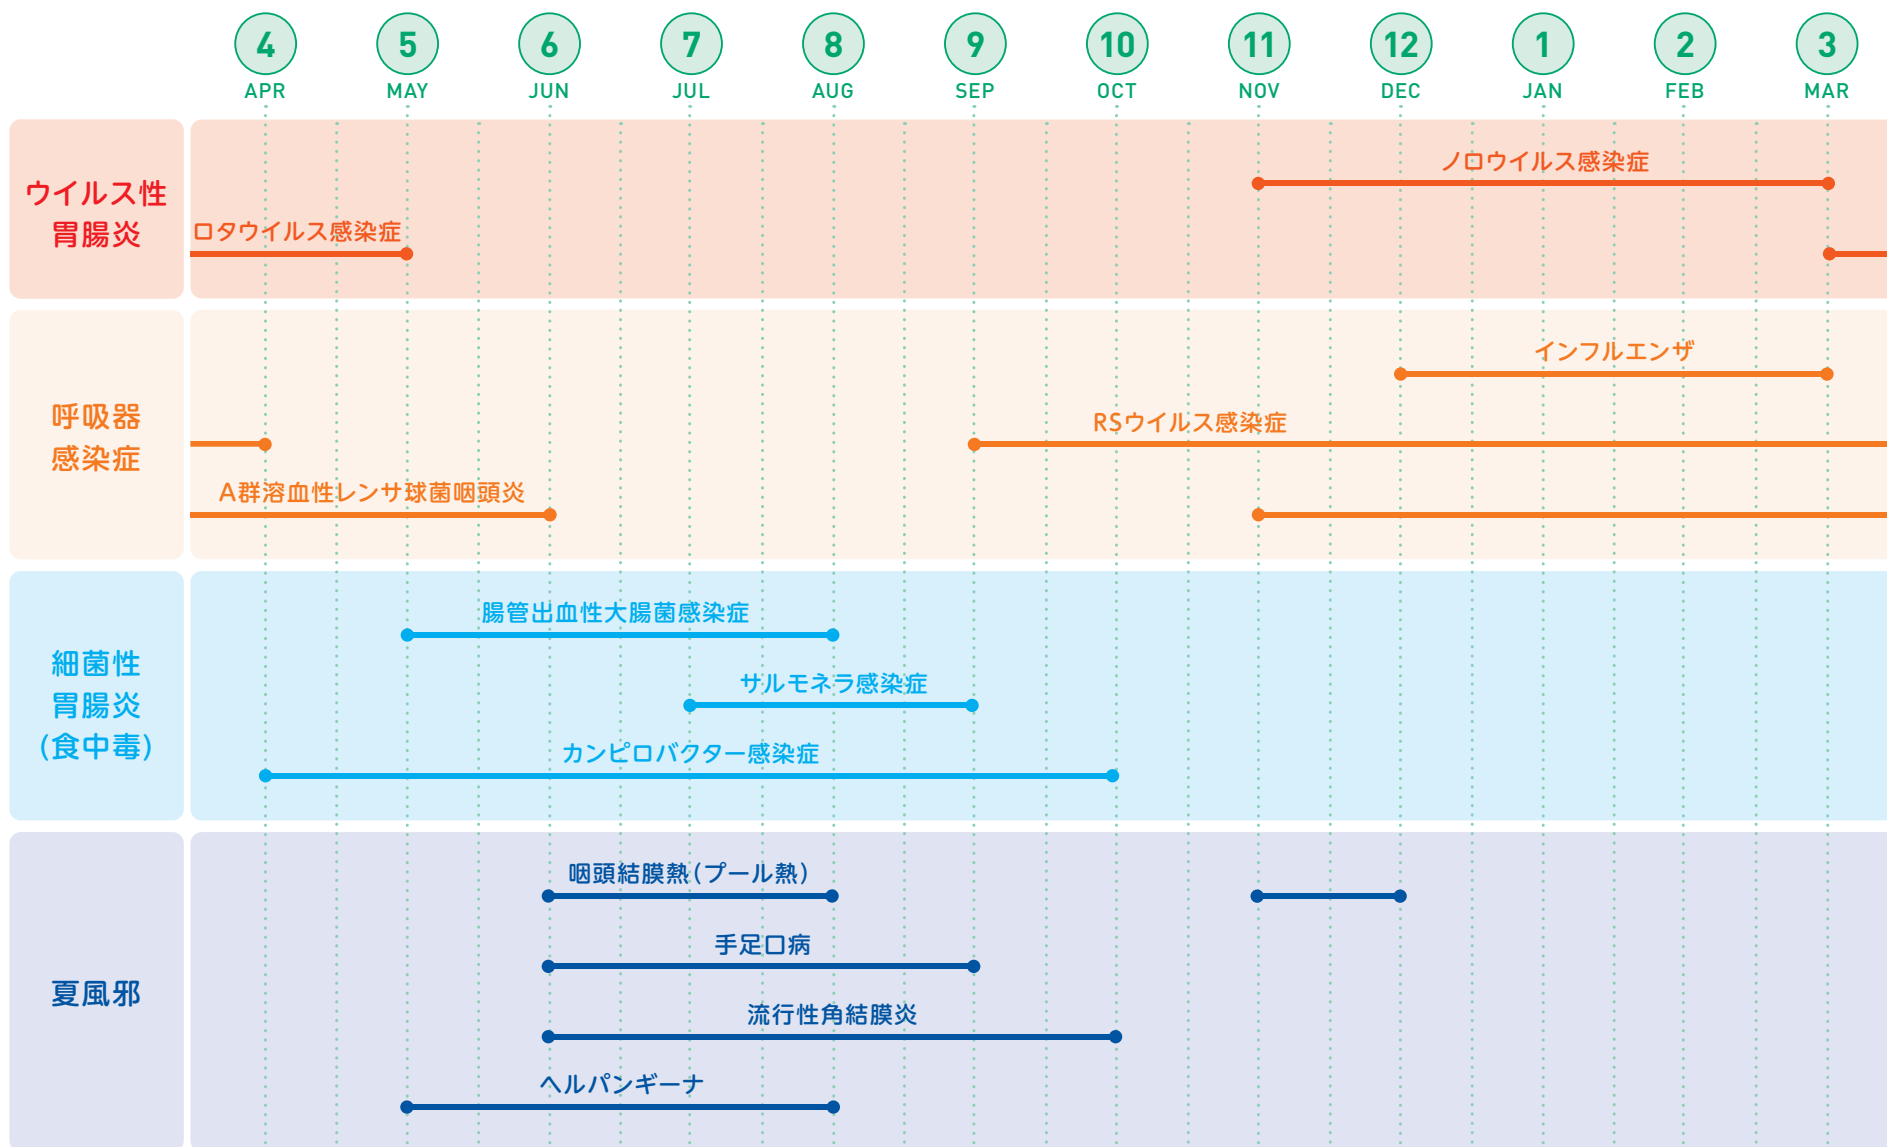 4 5 6 7 8 9 10 11 12 1 2 3
APR MAY JUN JUL AUG SEP OCT NOV DEC JAN FEB MAR
ウイルス性
胃腸炎
ノロウイルス感染症
ロタウイルス感染症
呼吸器
感染症
インフルエンザ
RSウイルス感染症
A群溶血性レンサ球菌咽頭炎
細菌性
胃腸炎
(食中毒)
腸管出血性大腸菌感染症
サルモネラ感染症
カンピロバクター感染症
夏風邪
咽頭結膜熱(プール熱)
手足口病
流行性角結膜炎
ヘルパンギーナ